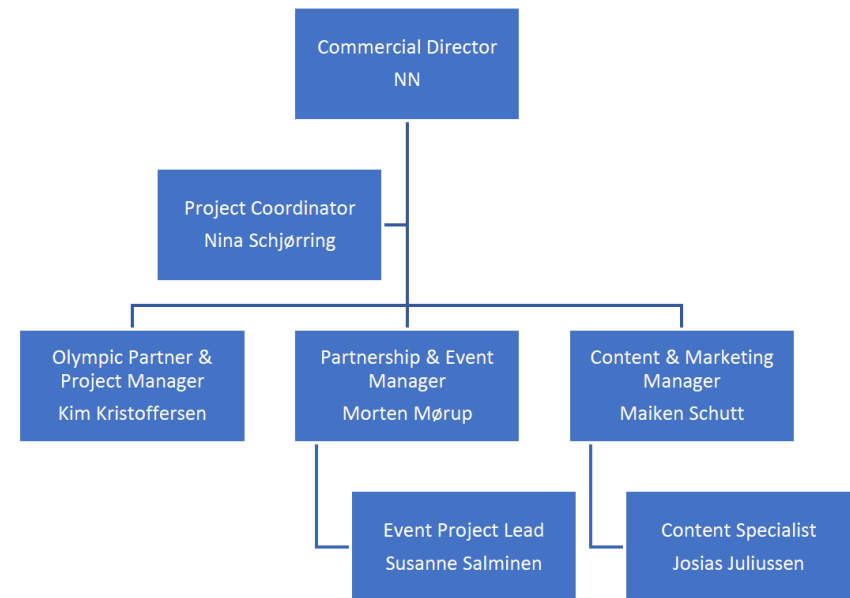 Commercial Director
NN
Project Coordinator
Nina Schjørring
Olympic Partner &
Project Manager
Kim Kristoffersen
Partnership & Event
Manager
Morten Mørup
Content & Marketing
Manager
Maiken Schutt
Event Project Lead
Susanne Salminen
Content Specialist
Josias Juliussen